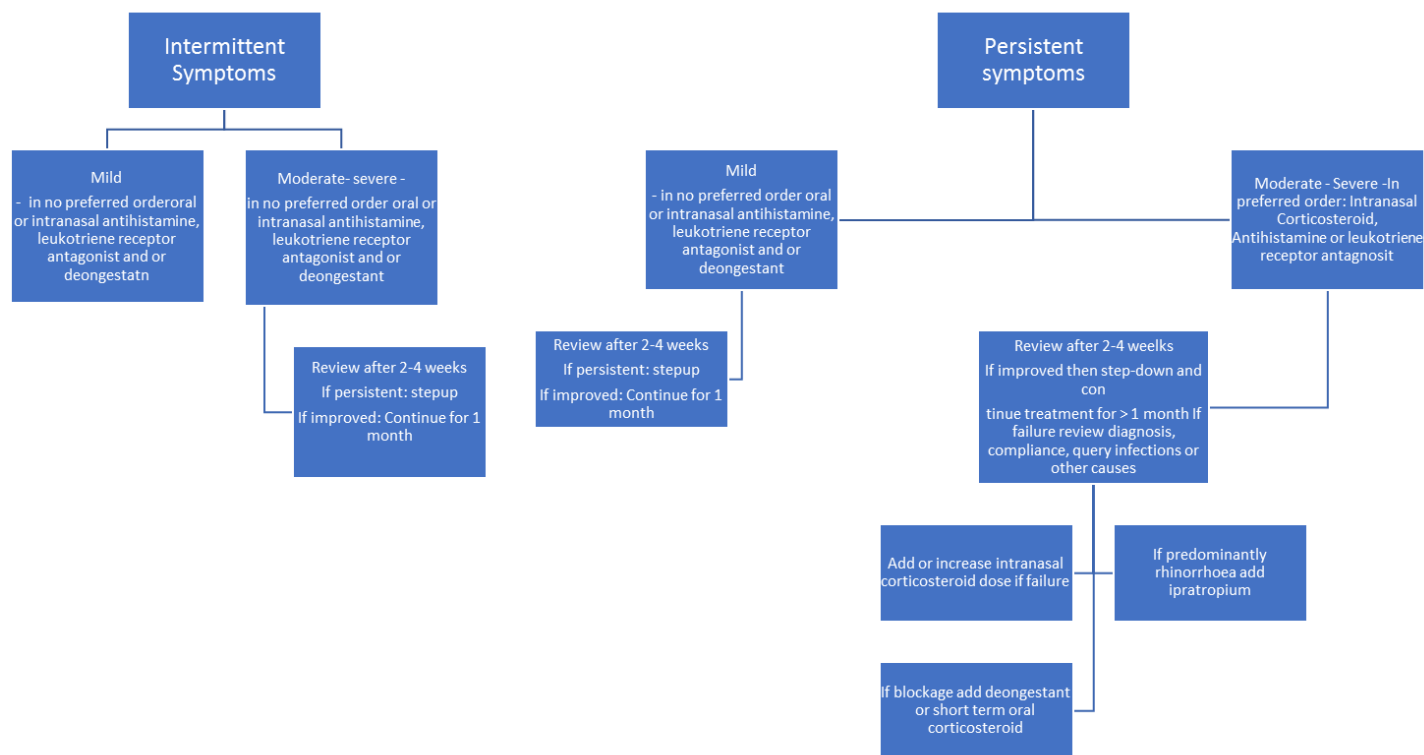 Intermittent
Symptoms
Mild
- in no preferred orderoral
or intranasal antihistamine,
leukotriene receptor
antagonist and or
deongestatn
Moderate- severe -
in no preferred order oral or
intranasal antihistamine,
leukotriene receptor
antagonist and or
deongestant
Review after 2-4 weeks
If persistent: stepup
If improved: Continue for 1
month
Persistent
symptoms
Mild
- in no preferred order oral
or intranasal antihistamine,
leukotriene receptor
antagonist and or
deongestant
Review after 2-4 weeks
If persistent: stepup
If improved: Continue for 1
month
Moderate - Severe -In
preferred order: Intranasal
Corticosteroid,
Antihistamine or leukotriene
receptor antagnosit
Review after 2-4 weelks
If improved then step-down and
con
tinue treatment for > 1 month If
failure review diagnosis,
compliance, query infections or
other causes
Add or increase intranasal
corticosteroid dose if failure
If predominantly
rhinorrhoea add
ipratropium
If blockage add deongestant
or short term oral
corticosteroid